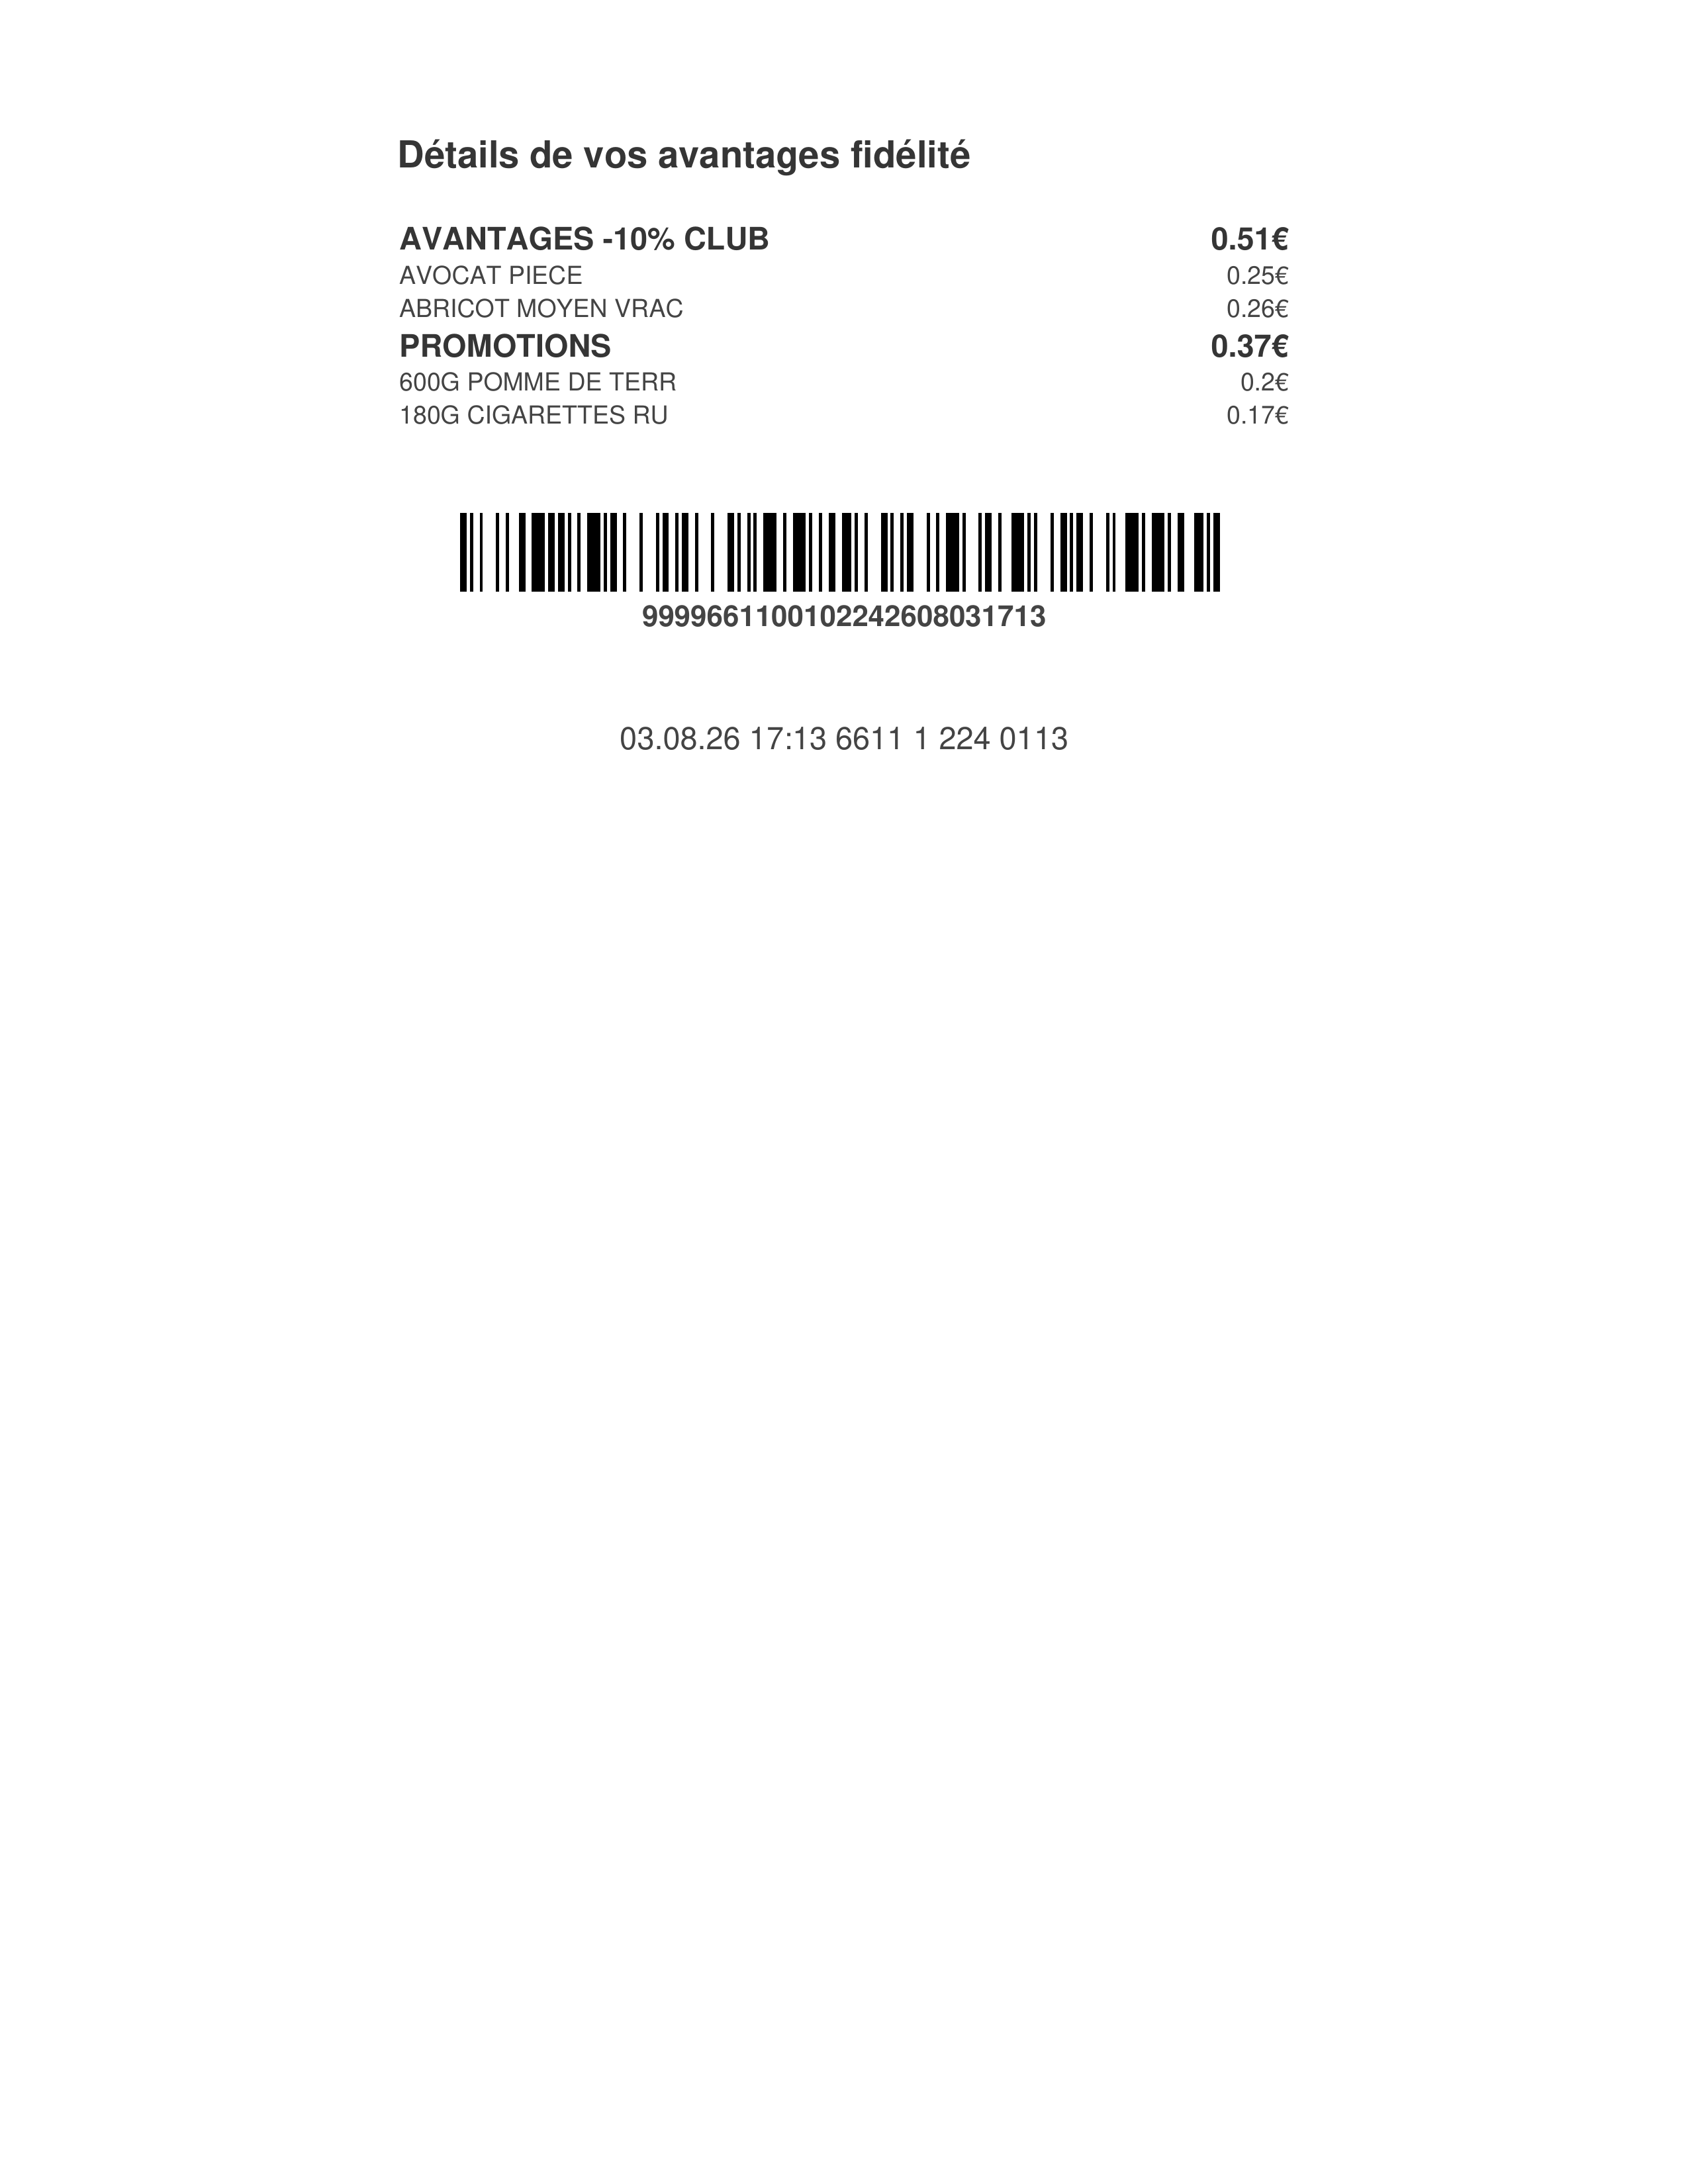 Détails de vos avantages fidélité
AVANTAGES -10% CLUB 0.51€
AVOCAT PIECE 0.25€
ABRICOT MOYEN VRAC 0.26€
PROMOTIONS 0.37€
600G POMME DE TERR 0.2€
180G CIGARETTES RU 0.17€
9999661100102242608031713
03.08.26 17:13 6611 1 224 0113